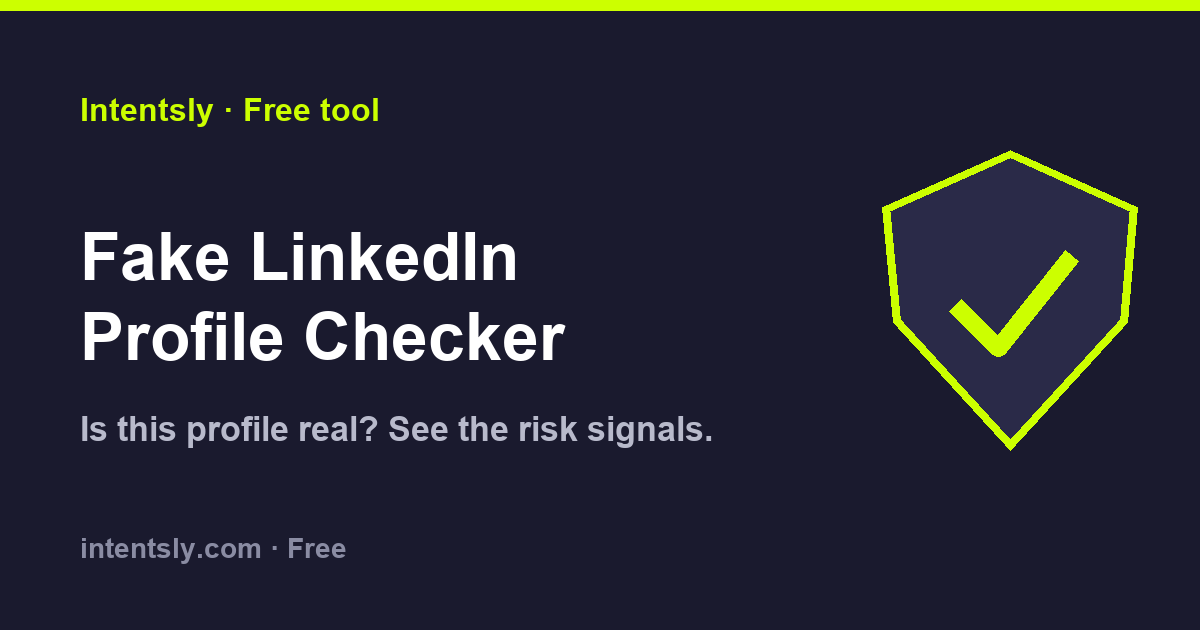 Intentsly · Free tool
Fake LinkedIn
Profile Checker
Is this profile real? See the risk signals.
intentsly.com · Free